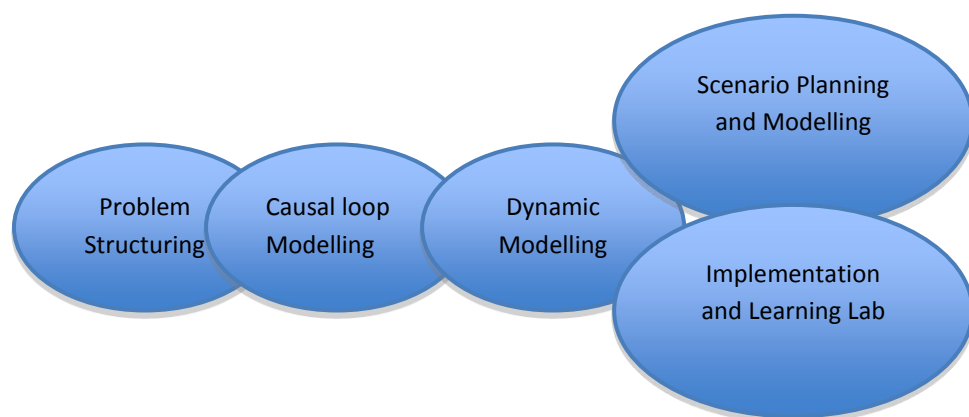 Problem
Structuring
Causal loop
Modelling
Dynamic
Modelling
Scenario Planning
and Modelling
Implementation
and Learning Lab